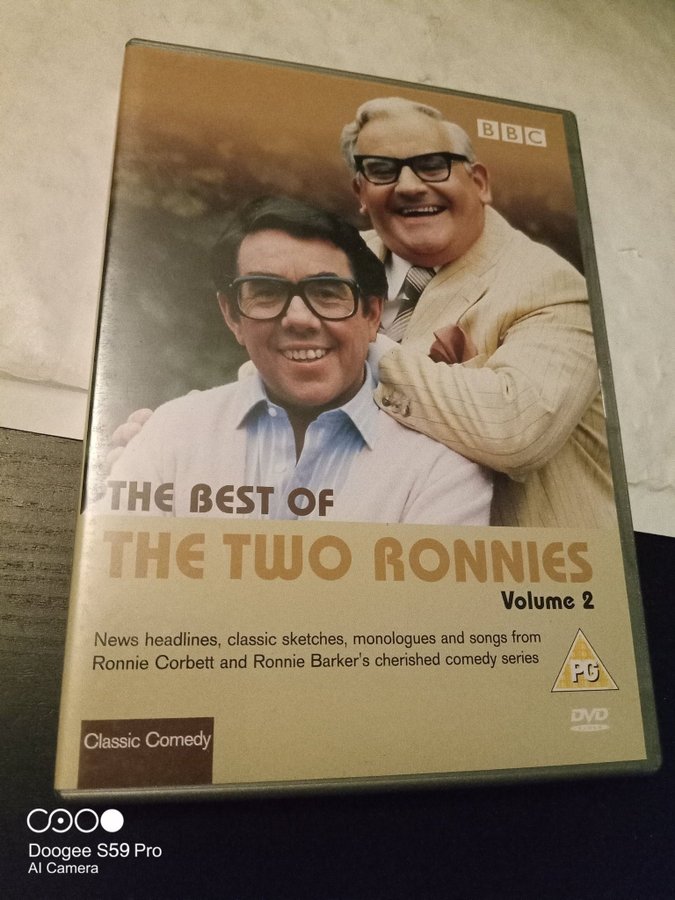 BBC
THE BEST OF
THE TWO RONNIES
Volume 2
News headlines, classic sketches, monologues and songs from
Ronnie Corbett and Ronnie Barker's cherished comedy series
PG
DVD
Classic Comedy
Doogee S59 Pro
AI Camera